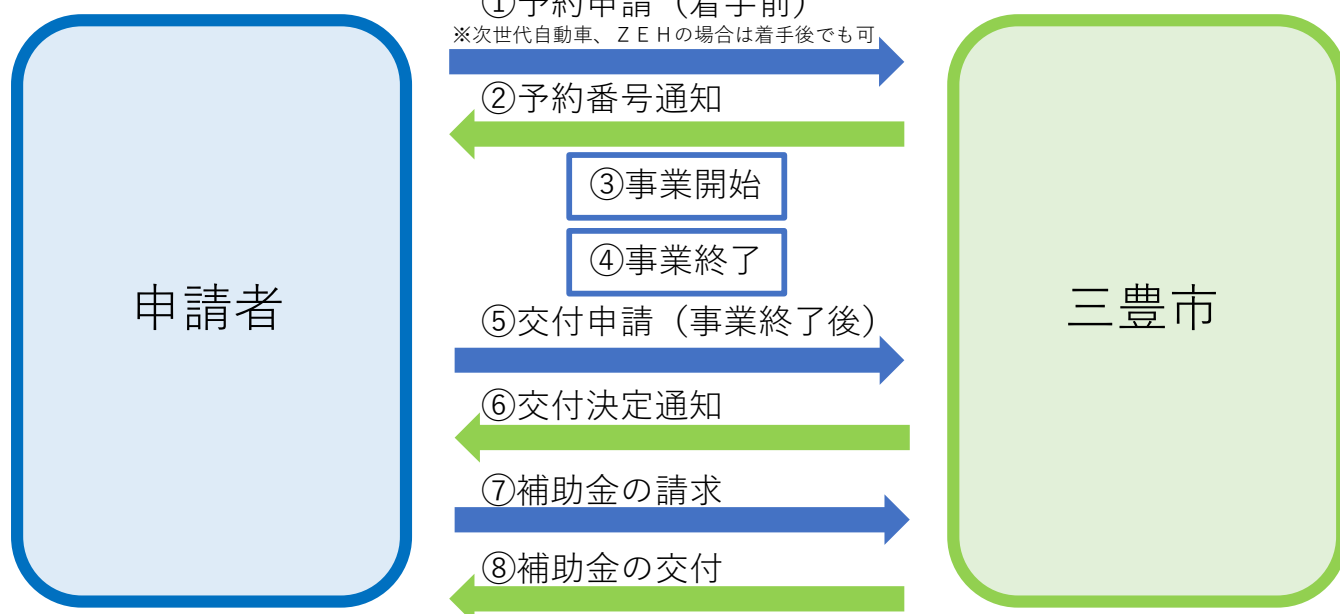 ①予約申請（着手前）
※次世代自動車、ＺＥＨの場合は着手後でも可
②予約番号通知
③事業開始
④事業終了
申請者
三豊市
⑤交付申請（事業終了後）
⑥交付決定通知
⑦補助金の請求
⑧補助金の交付